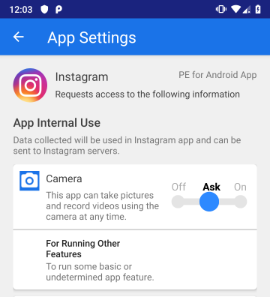 12:03
App Settings
Instagram
PE for Android App
Requests access to the following information
App Internal Use
Data collected will be used in Instagram app and can be
sent to Instagram servers.
Camera
Off Ask On
This app can take pictures
and record videos using the
camera at any time.
For Running Other
Features
To run some basic or
undetermined app feature.